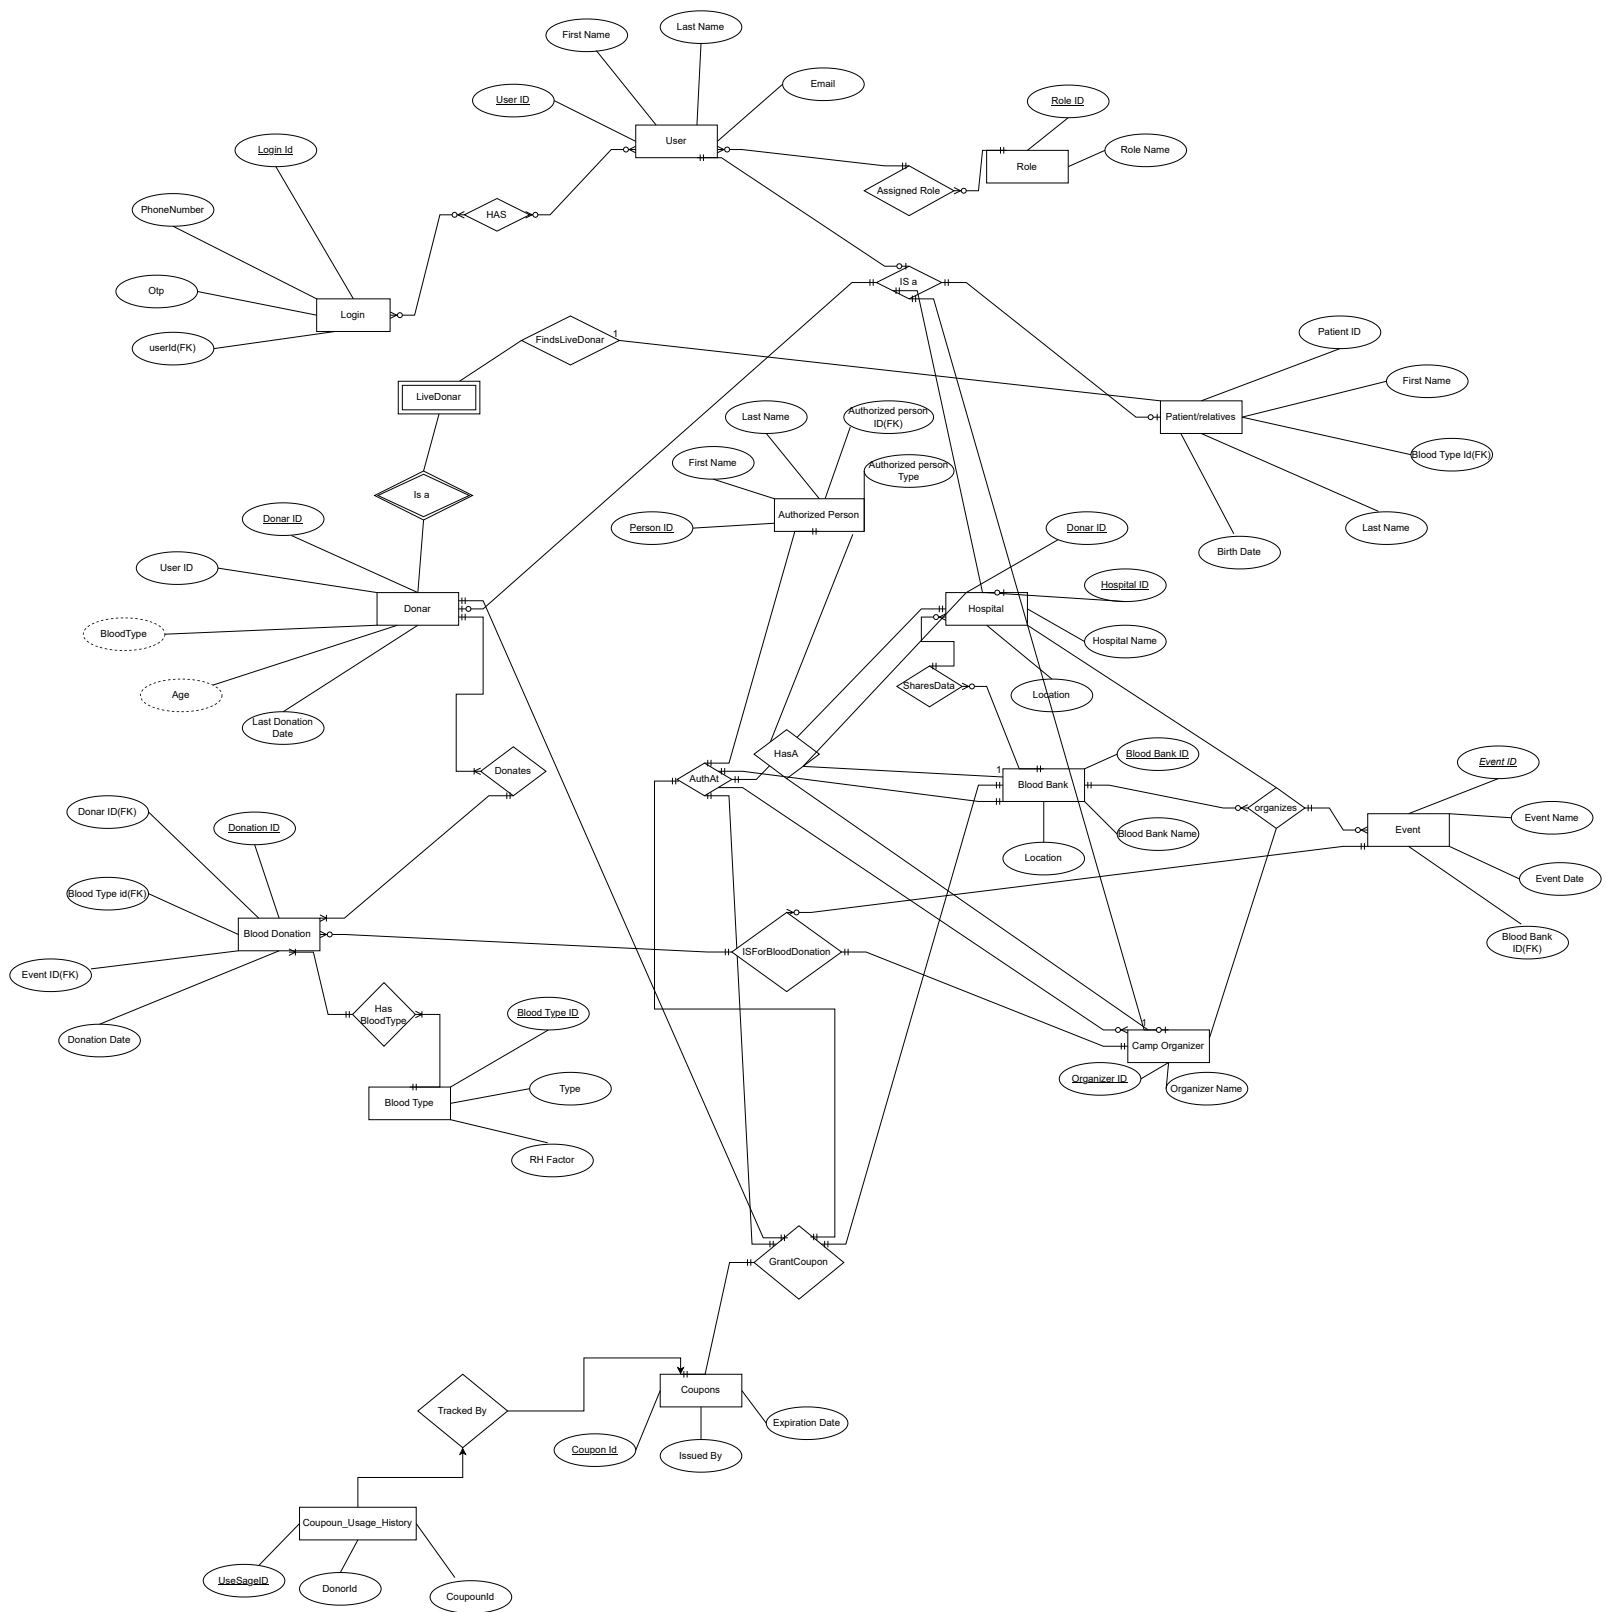 Last Name
First Name
Email
User ID
Role ID
User
Role Name
Role
Login Id
Assigned Role
PhoneNumber
HAS
IS a
Otp
Login
Patient ID
1
FindsLiveDonar
userId(FK)
First Name
LiveDonar
Last Name
Authorized person
ID(FK)
Patient/relatives
Blood Type Id(FK)
First Name
Authorized person
Type
Is a
Donar ID
Authorized Person
Person ID
Donar ID
Last Name
Birth Date
User ID
Hospital ID
Donar
Hospital
BloodType
Hospital Name
Age
SharesData
Location
Last Donation
Date
HasA
Blood Bank ID
Event ID
Donates
AuthAt
1
Blood Bank
Donar ID(FK)
organizes
Event Name
Donation ID
Blood Bank Name
Event
Location
Event Date
Blood Type id(FK)
Blood Donation
Blood Bank
ID(FK)
ISForBloodDonation
Event ID(FK)
Has
BloodType
Blood Type ID
1
Donation Date
Camp Organizer
Organizer ID
Organizer Name
Type
Blood Type
RH Factor
GrantCoupon
Coupons
Tracked By
Expiration Date
Coupon Id
Issued By
Coupoun_Usage_History
UseSageID
DonorId
CoupounId